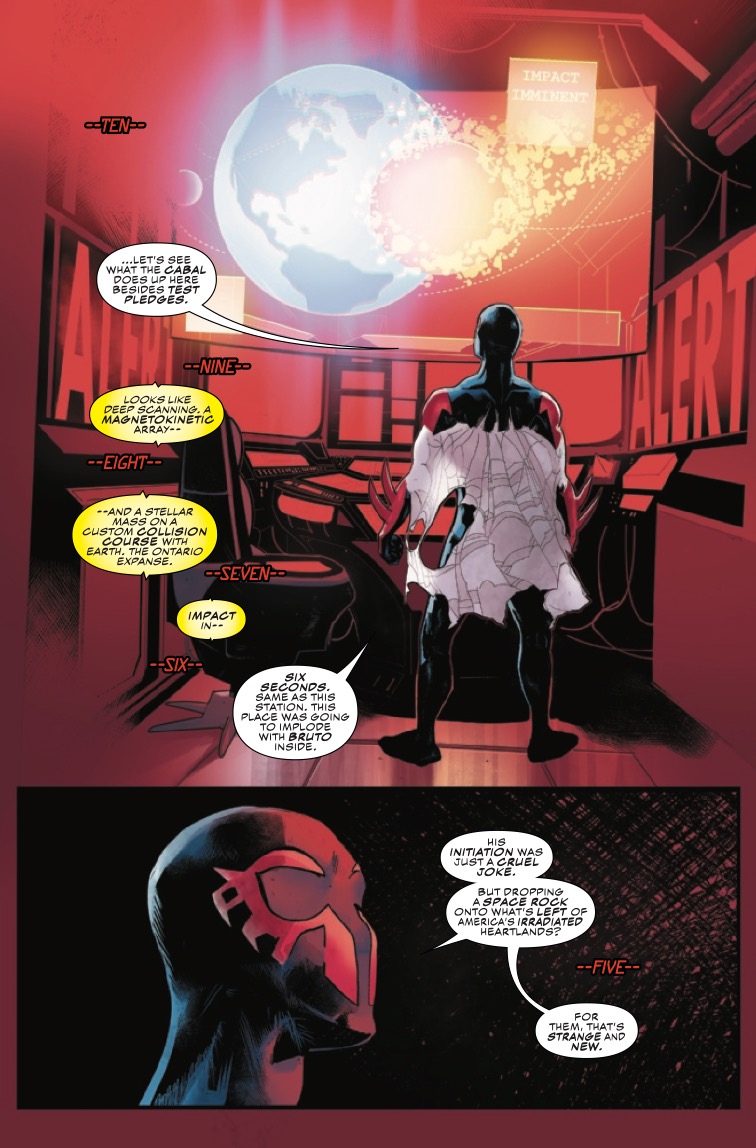 IMPACT
IMMINENT
--TEN--
...LET'S SEE
WHAT THE CABAL
DOES UP HERE
BESIDES TEST
PLEDGES.
ALERT
ALERT
--NINE--
LOOKS LIKE
DEEP SCANNING. A
MAGNETOKINETIC
ARRAY--
--EIGHT--
--AND A STELLAR
MASS ON A
CUSTOM COLLISION
COURSE WITH
EARTH. THE ONTARIO
EXPANSE.
--SEVEN--
IMPACT
IN--
--SIX--
SIX
SECONDS.
SAME AS THIS
STATION. THIS
PLACE WAS GOING
TO IMPLODE
WITH BRUTO
INSIDE.
HIS
INITIATION WAS
JUST A CRUEL
JOKE.
BUT DROPPING
A SPACE ROCK
ONTO WHAT'S LEFT OF
AMERICA'S IRRADIATED
HEARTLANDS?
--FIVE--
FOR
THEM, THAT'S
STRANGE AND
NEW.